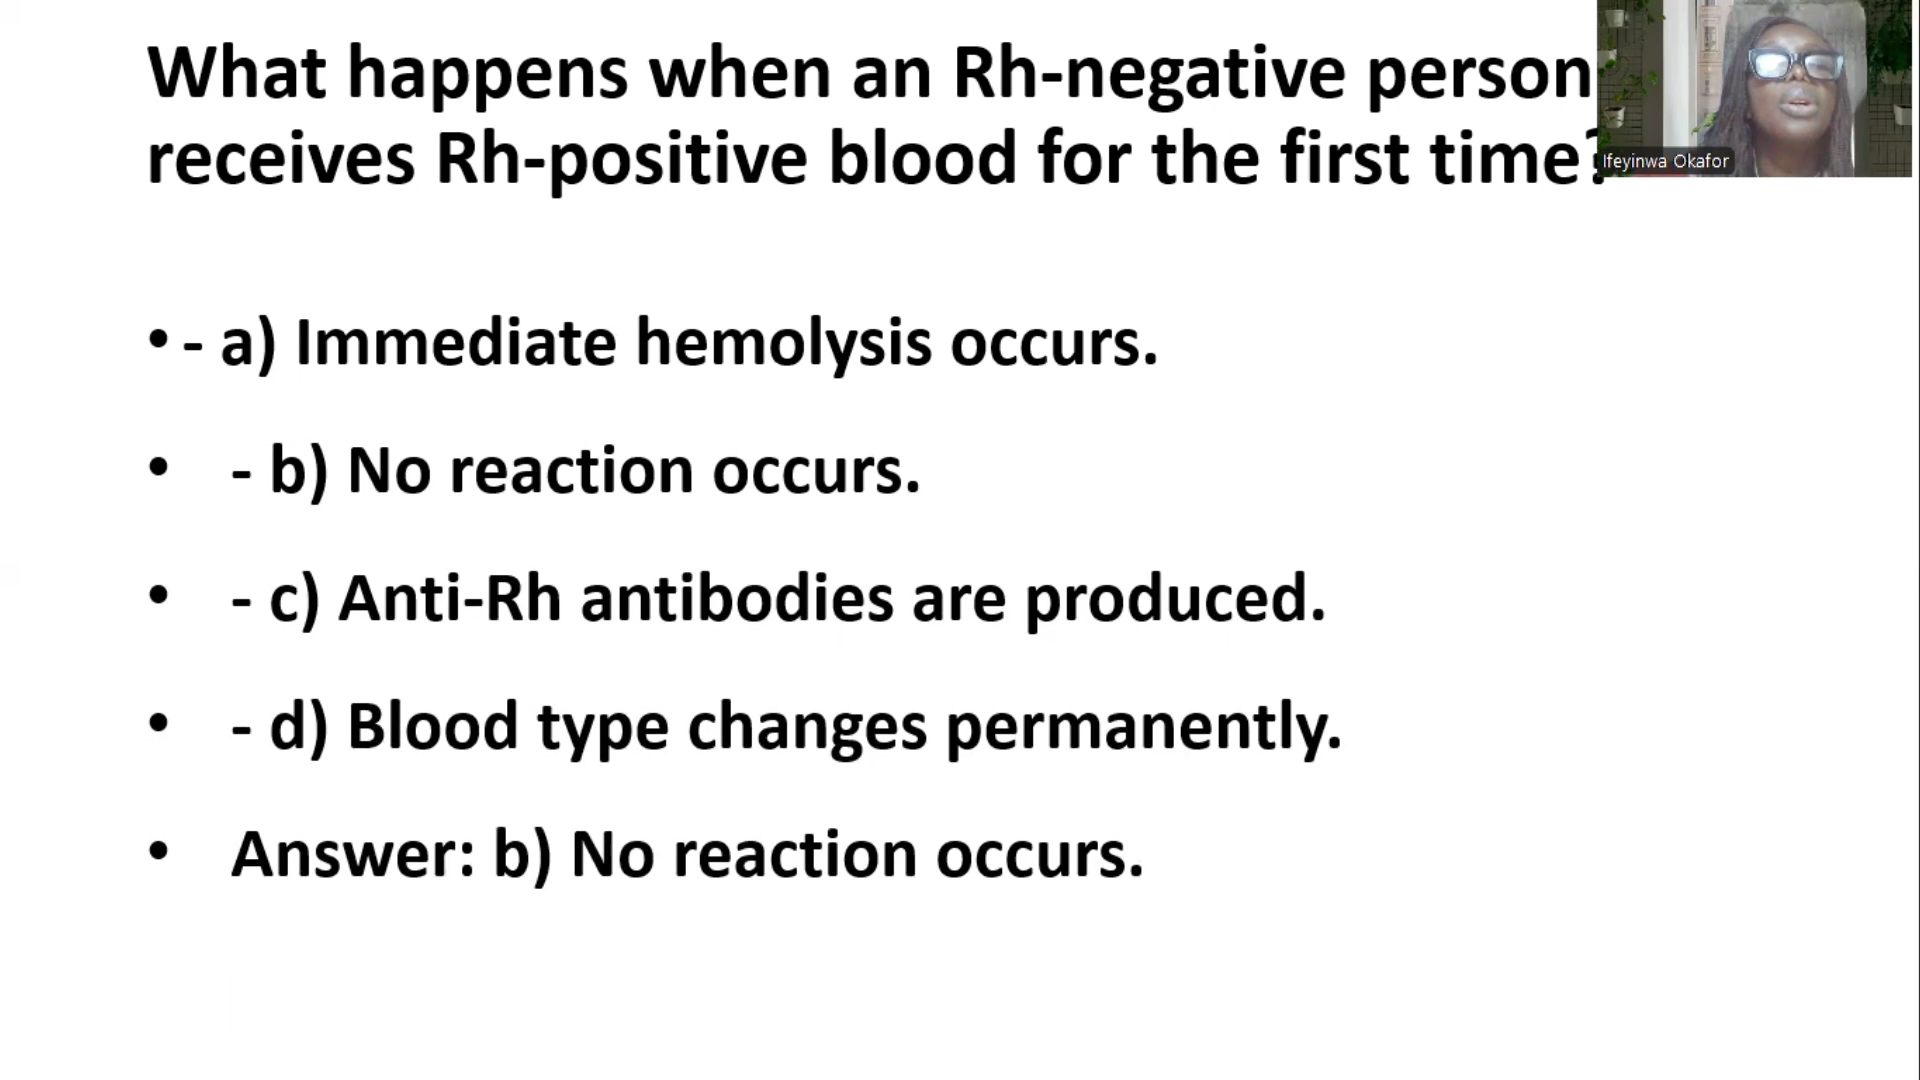 What happens when an Rh-negative person
receives Rh-positive blood for the first time?
Ifeyinwa Okafor
• - a) Immediate hemolysis occurs.
• - b) No reaction occurs.
• - c) Anti-Rh antibodies are produced.
• - d) Blood type changes permanently.
• Answer: b) No reaction occurs.